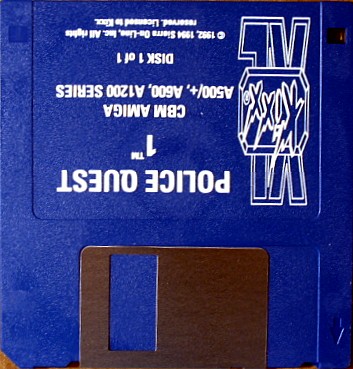 POLICE QUEST
1 ™
CBM AMIGA
A500/+, A600, A1200 SERIES
DISK 1 of 1
© 1992, 1994 Sierra On-Line, Inc. All rights
reserved. Licensed to Kixx.
KIXX
XL